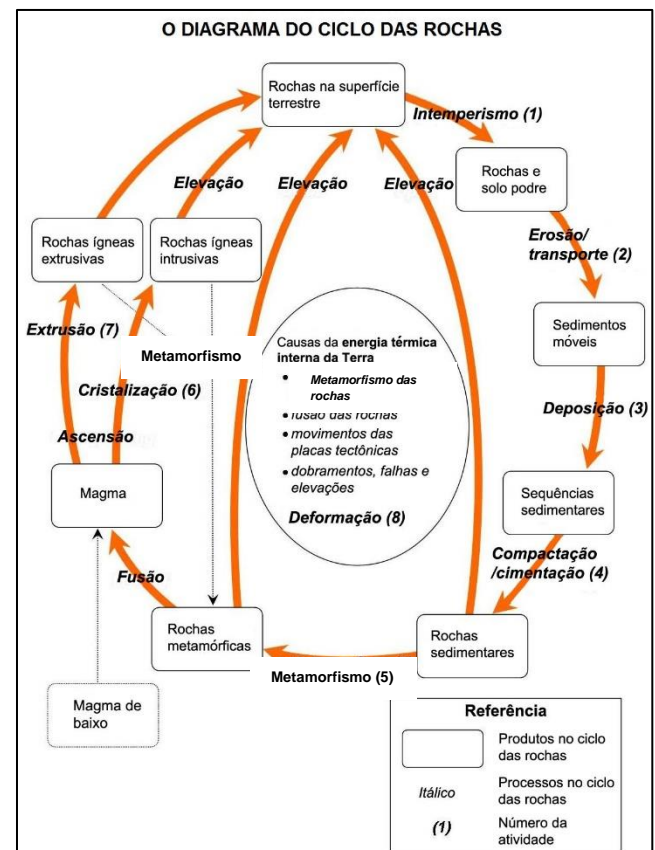 O DIAGRAMA DO CICLO DAS ROCHAS
Rochas na superfície
terrestre
Intemperismo (1)
Rochas e
solo podre
Elevação
Elevação
Elevação
Erosão/
transporte (2)
Rochas ígneas
extrusivas
Rochas ígneas
intrusivas
Extrusão (7)
Metamorfismo
Cristalização (6)
Ascensão
Sedimentos
móveis
Causas da energia térmica
interna da Terra
• Metamorfismo das
rochas
• fusão das rochas
• movimentos das
placas tectônicas
• dobramentos, falhas e
elevações
Deformação (8)
Deposição (3)
Magma
Sequências
sedimentares
Compactação
/cimentação (4)
Fusão
Rochas
metamórficas
Rochas
sedimentares
Metamorfismo (5)
Magma de
baixo
Referência
Produtos no ciclo
das rochas
Itálico
Processos no ciclo
das rochas
(1)
Número da
atividade